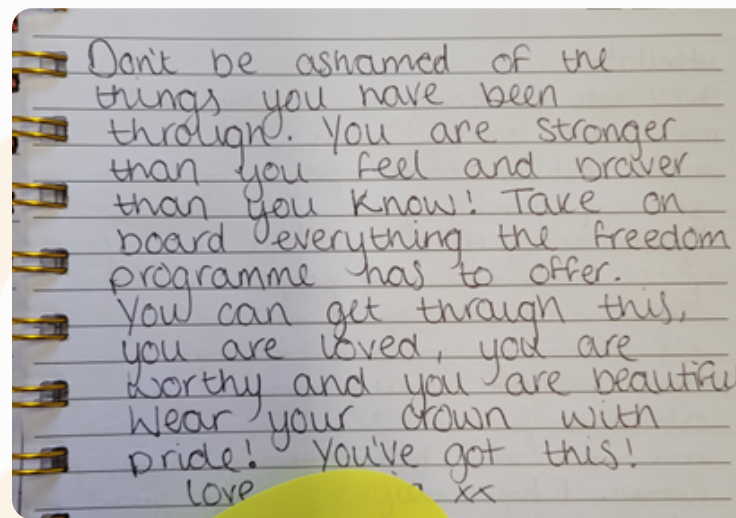 Don't be ashamed of the
things you have been
through. You are stronger
than you feel and braver
than you know! Take on
board everything the freedom
programme has to offer.
You can get through this,
you are loved, you are
worthy and you are beautiful
Wear your crown with
pride! You've got this!
love xx